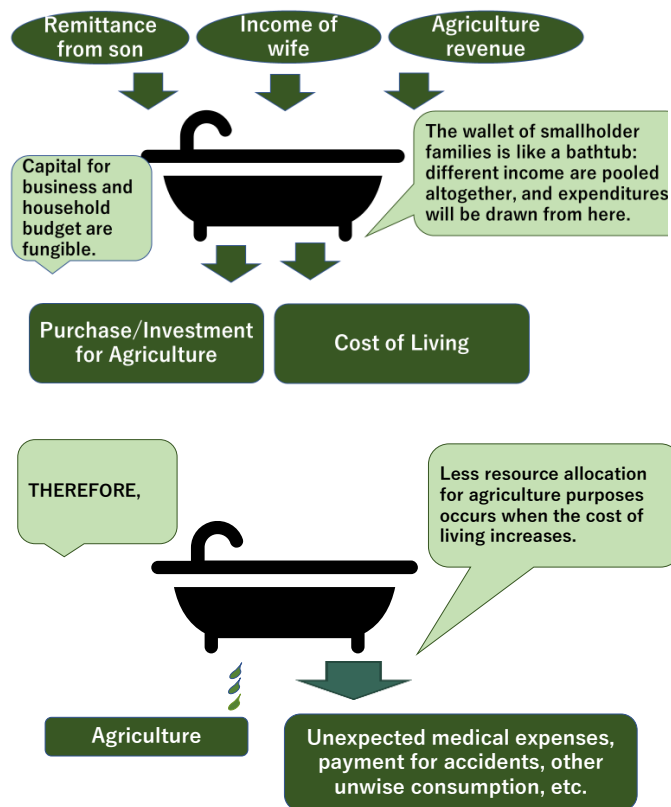 Remittance
from son
Income of
wife
Agriculture
revenue
Capital for
business and
household
budget are
fungible.
The wallet of smallholder
families is like a bathtub:
different income are pooled
altogether, and expenditures
will be drawn from here.
Purchase/Investment
for Agriculture
Cost of Living
THEREFORE,
Less resource allocation
for agriculture purposes
occurs when the cost of
living increases.
Agriculture
Unexpected medical expenses,
payment for accidents, other
unwise consumption, etc.